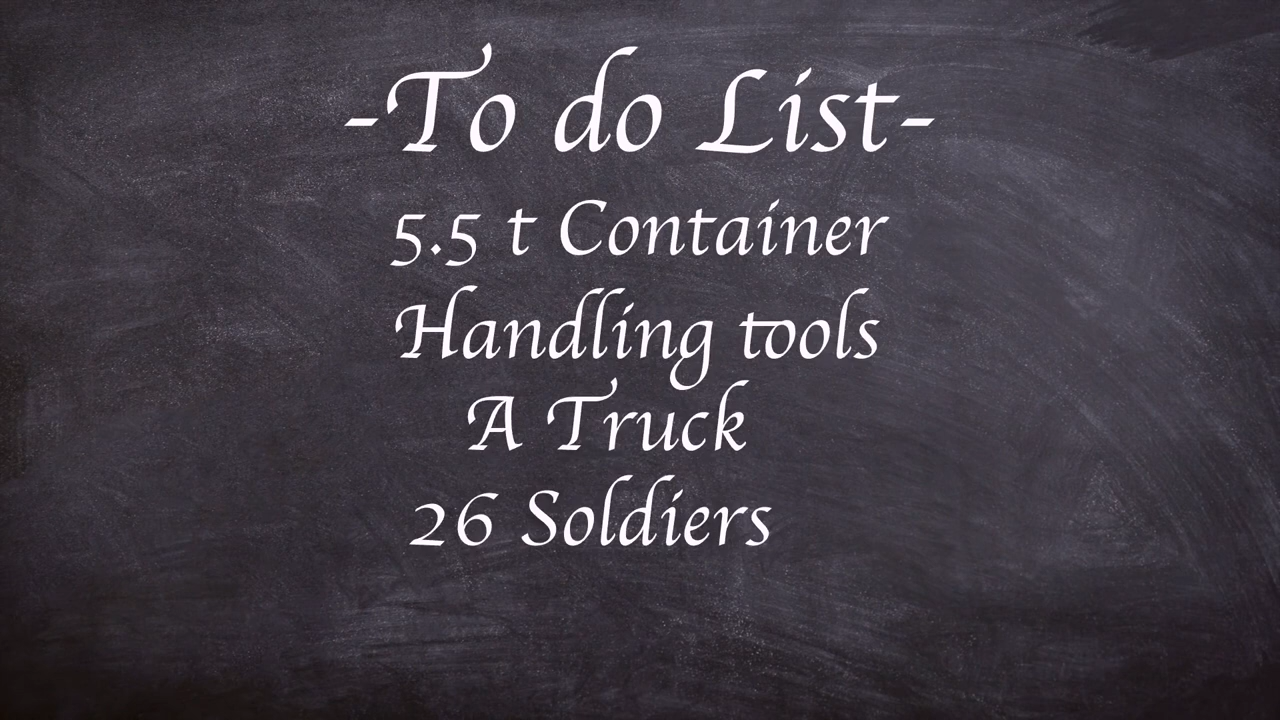 -To do List-
5.5 t Container
Handling tools
A Truck
26 Soldiers